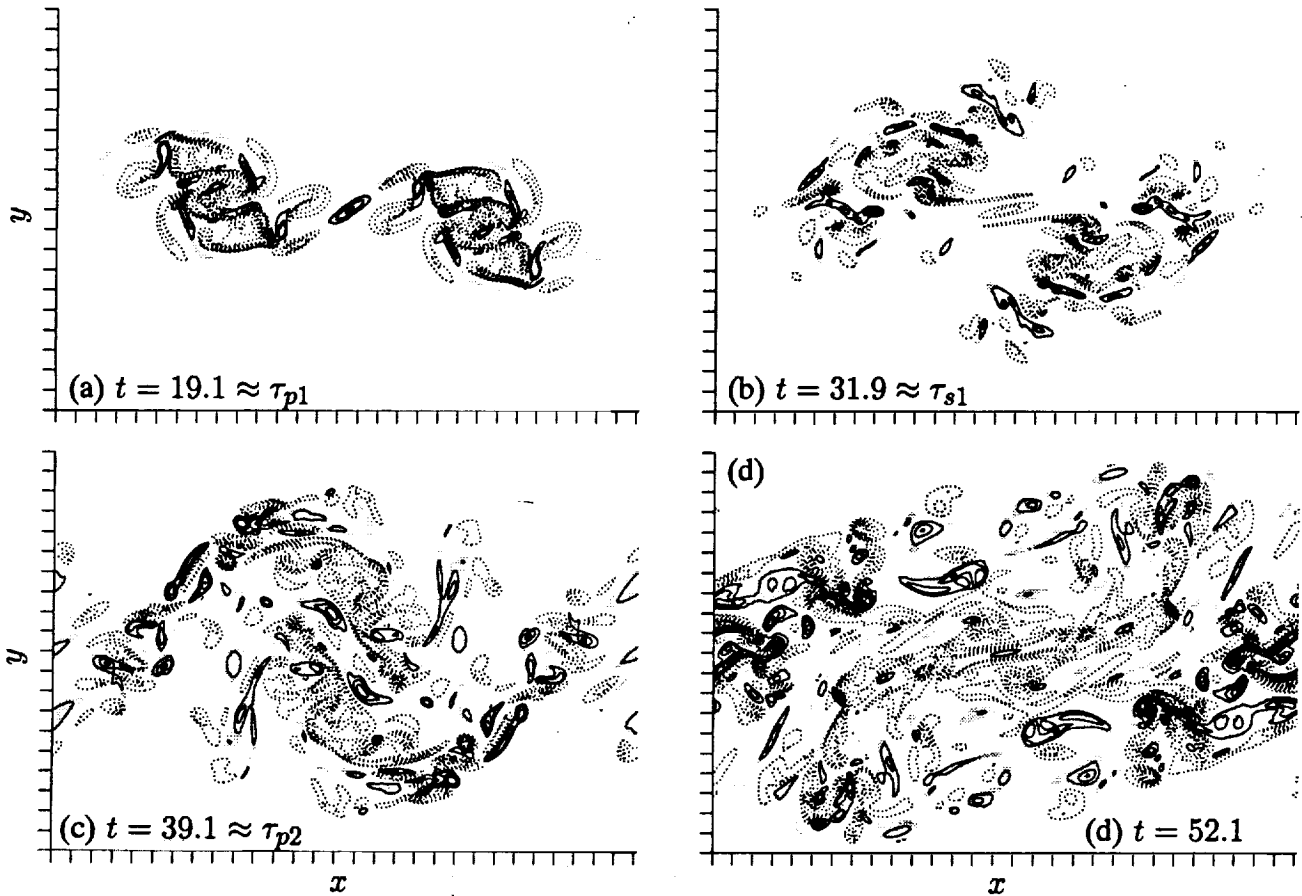 y
(a) t = 19.1 ≈ τp1
(b) t = 31.9 ≈ τs1
y
(c) t = 39.1 ≈ τp2
x
(d)
(d) t = 52.1
x